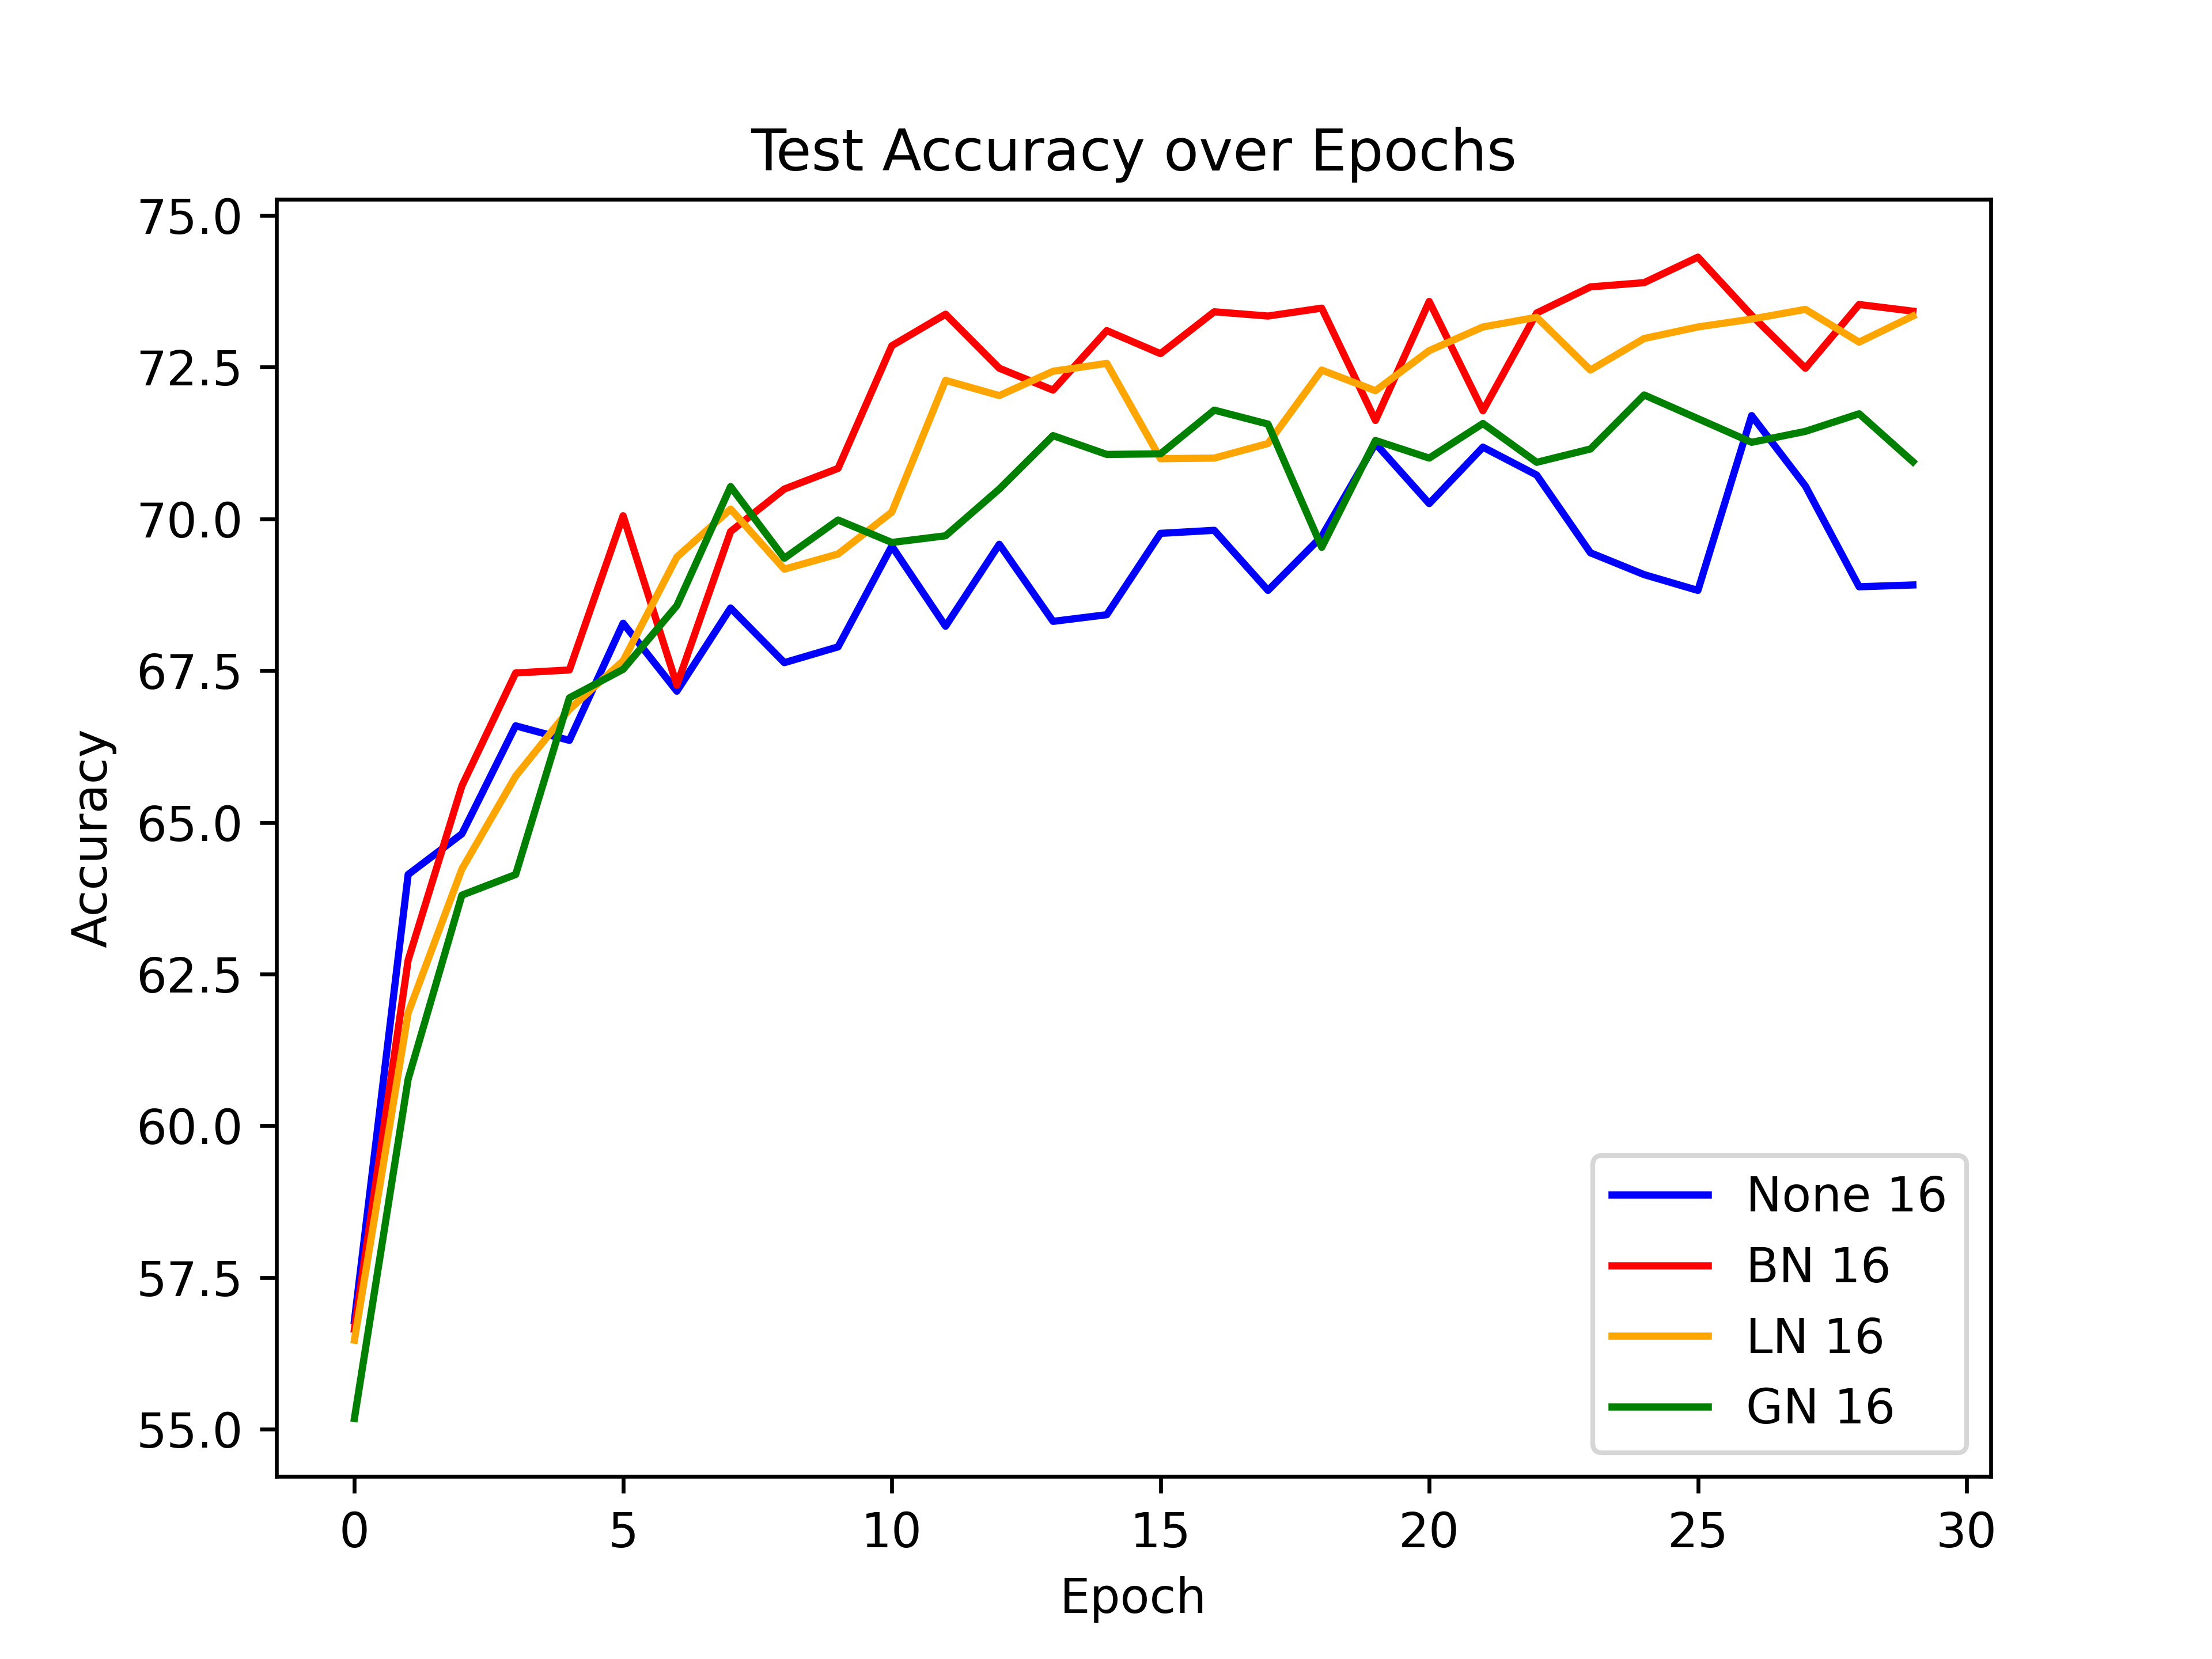 Test Accuracy over Epochs
75.0
72.5
70.0
67.5
65.0
62.5
60.0
57.5
55.0
Accuracy
None 16
BN 16
LN 16
GN 16
0 5 10 15 20 25 30
Epoch